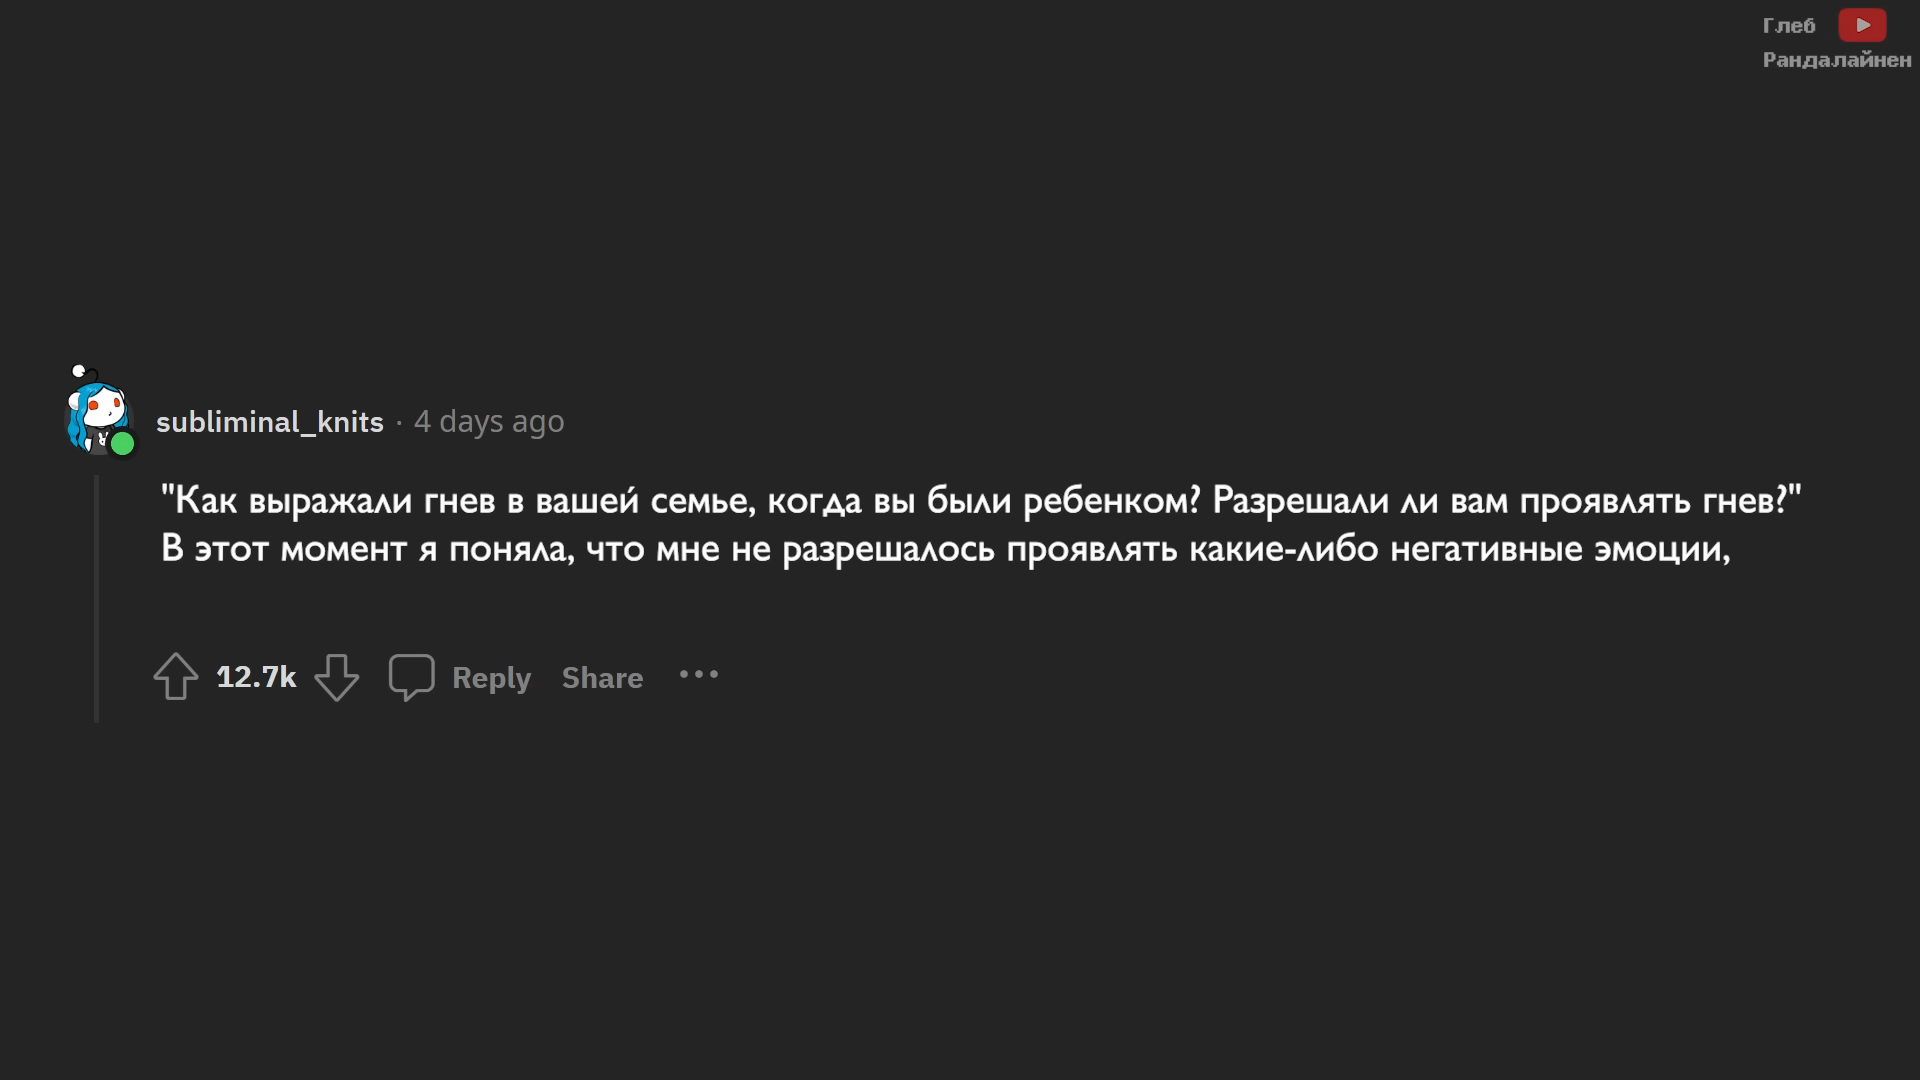 Глеб
Рандалайнен
subliminal_knits · 4 days ago
"Как выражали гнев в вашей семье, когда вы были ребенком? Разрешали ли вам проявлять гнев?"
В этот момент я поняла, что мне не разрешалось проявлять какие-либо негативные эмоции,
12.7k Reply Share ···